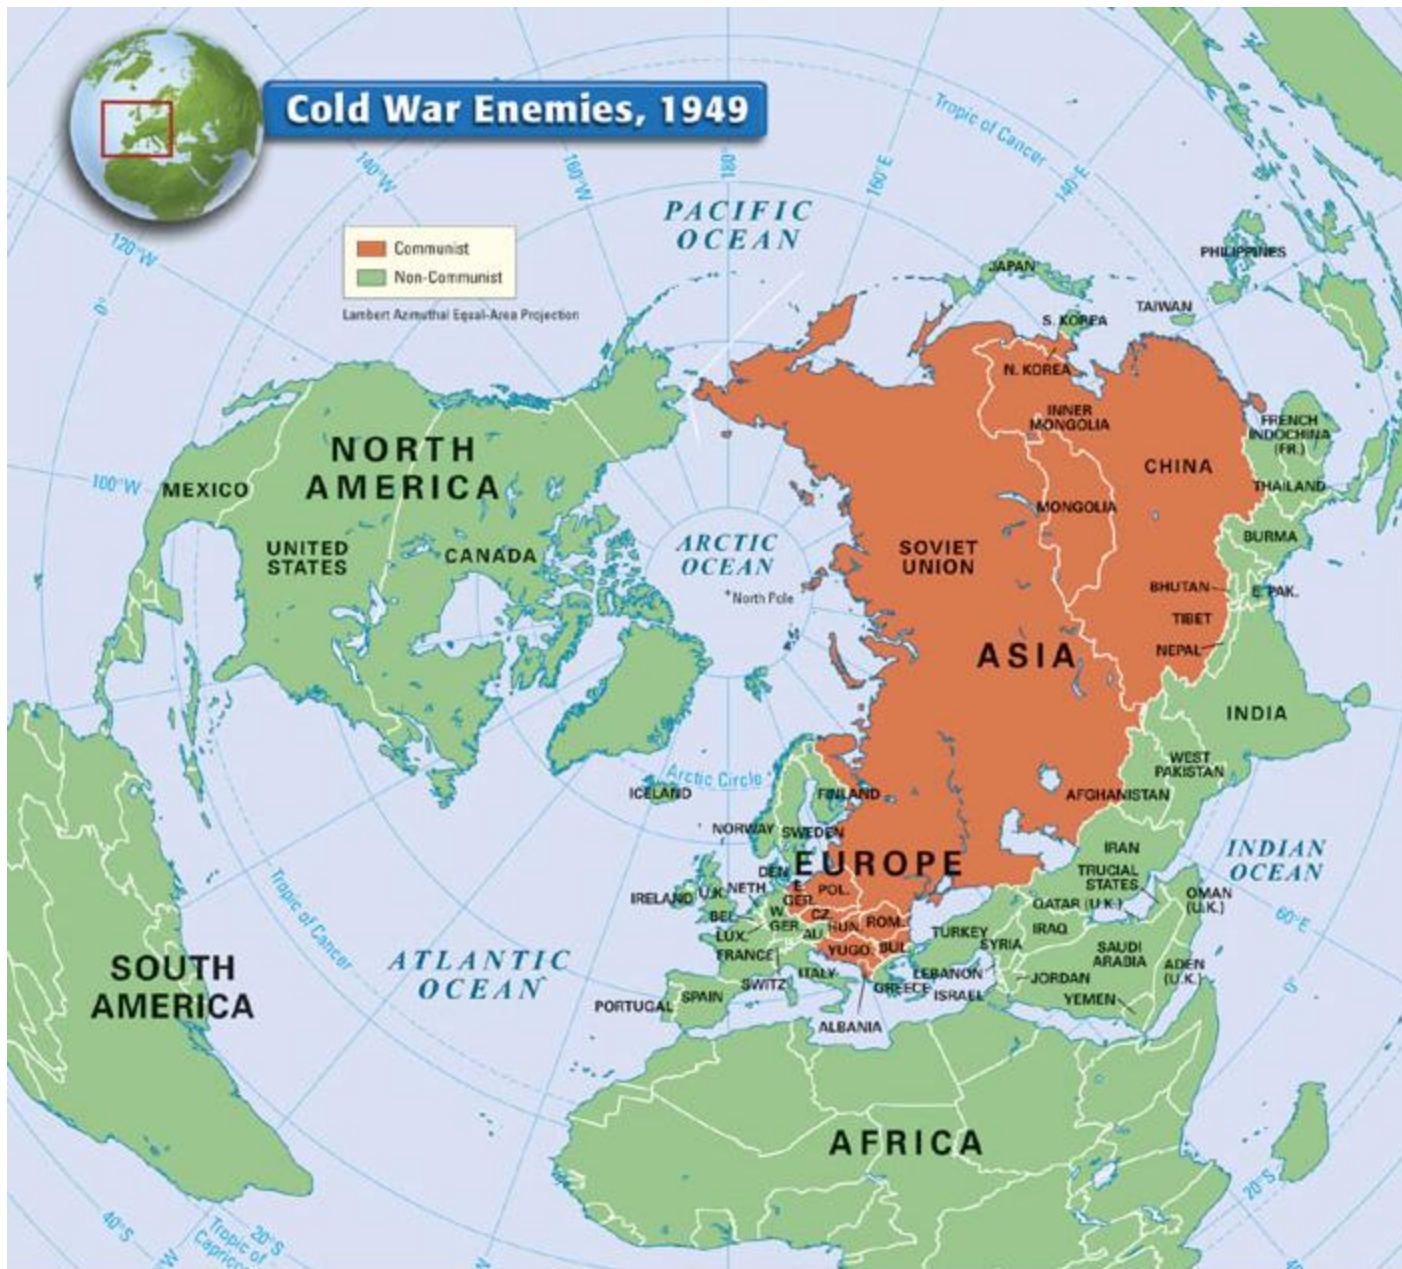 Cold War Enemies, 1949
Communist
Non-Communist
Lambert Azimuthal Equal-Area Projection
120°W
140°W
160°W
180°
160°E
140°E
Tropic of Cancer
0°
100°W
PACIFIC
OCEAN
JAPAN
PHILIPPINES
TAIWAN
S. KOREA
N. KOREA
INNER
MONGOLIA
FRENCH
INDOCHINA
(FR.)
CHINA
THAILAND
MONGOLIA
BURMA
NORTH
AMERICA
MEXICO
UNITED
STATES
CANADA
ARCTIC
OCEAN
+North Pole
SOVIET
UNION
BHUTAN
E. PAK.
TIBET
NEPAL
ASIA
INDIA
WEST
PAKISTAN
AFGHANISTAN
Arctic Circle
ICELAND
FINLAND
NORWAY
SWEDEN
EUROPE
IRAN
INDIAN
OCEAN
TRUCIAL
STATES
QATAR (U.K.)
OMAN
(U.K.)
60°E
DEN.
IRELAND
U.K.
NETH.
E.
GER.
POL.
BEL.
W.
GER.
CZ.
LUX.
AU.
HUN.
ROM.
FRANCE
YUGO.
BUL.
TURKEY
IRAQ
SYRIA
SAUDI
ARABIA
ADEN
(U.K.)
SWITZ.
ITALY
LEBANON
JORDAN
PORTUGAL
SPAIN
GREECE
ISRAEL
YEMEN
0°
ALBANIA
Tropic of Cancer
ATLANTIC
OCEAN
SOUTH
AMERICA
AFRICA
20°S
40°S
Tropic of
20°S